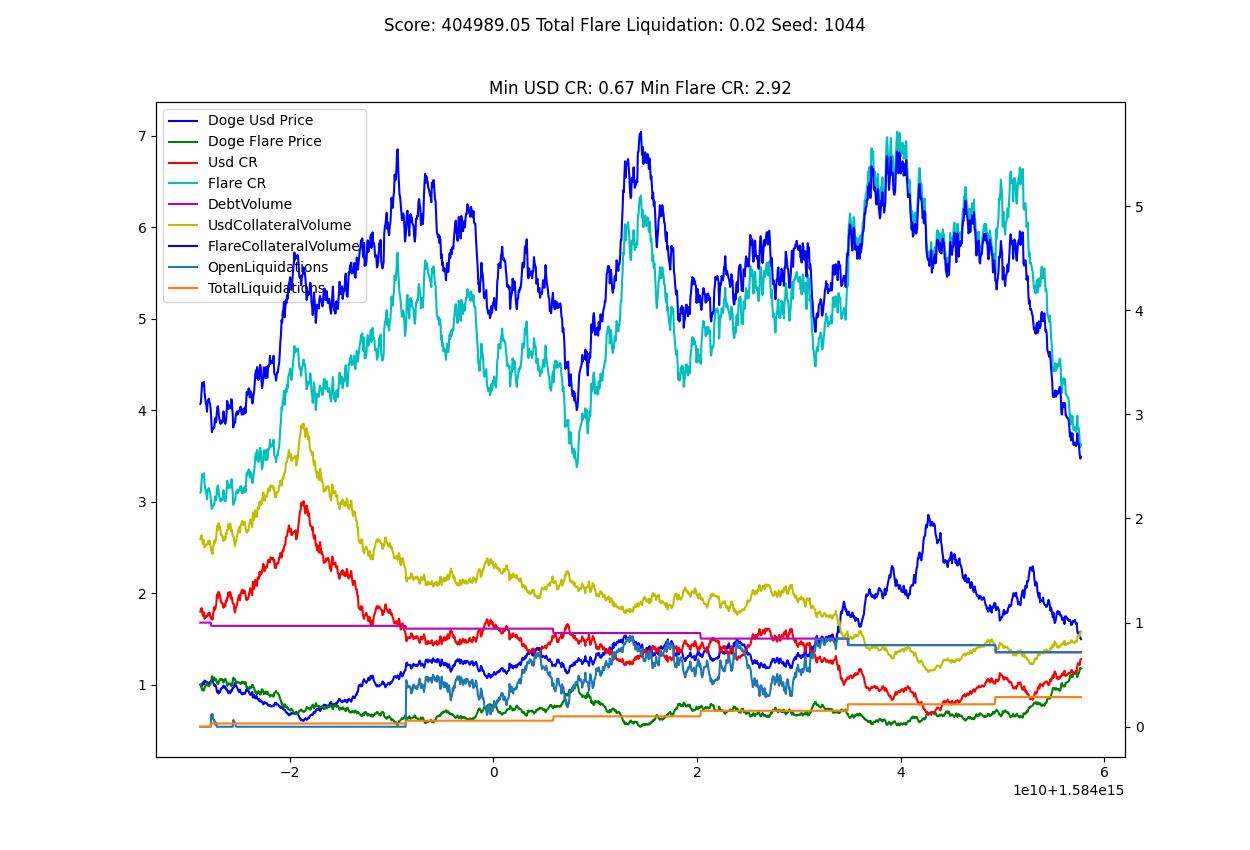 Score: 404989.05 Total Flare Liquidation: 0.02 Seed: 1044
Min USD CR: 0.67 Min Flare CR: 2.92
Doge Usd Price
Doge Flare Price
Usd CR
Flare CR
DebtVolume
UsdCollateralVolume
FlareCollateralVolume
OpenLiquidations
TotalLiquidations
7
6
5
4
3
2
1
5
4
3
2
1
0
−2
0
2
4
6
1e10+1.584e15